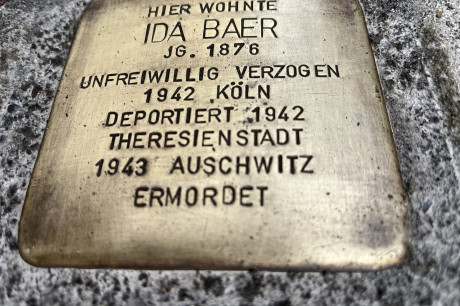 HIER WOHNTE
IDA BAER
JG. 1876
UNFREIWILLIG VERZOGEN
1942 KÖLN
DEPORTIERT 1942
THERESIENSTADT
1943 AUSCHWITZ
ERMORDET